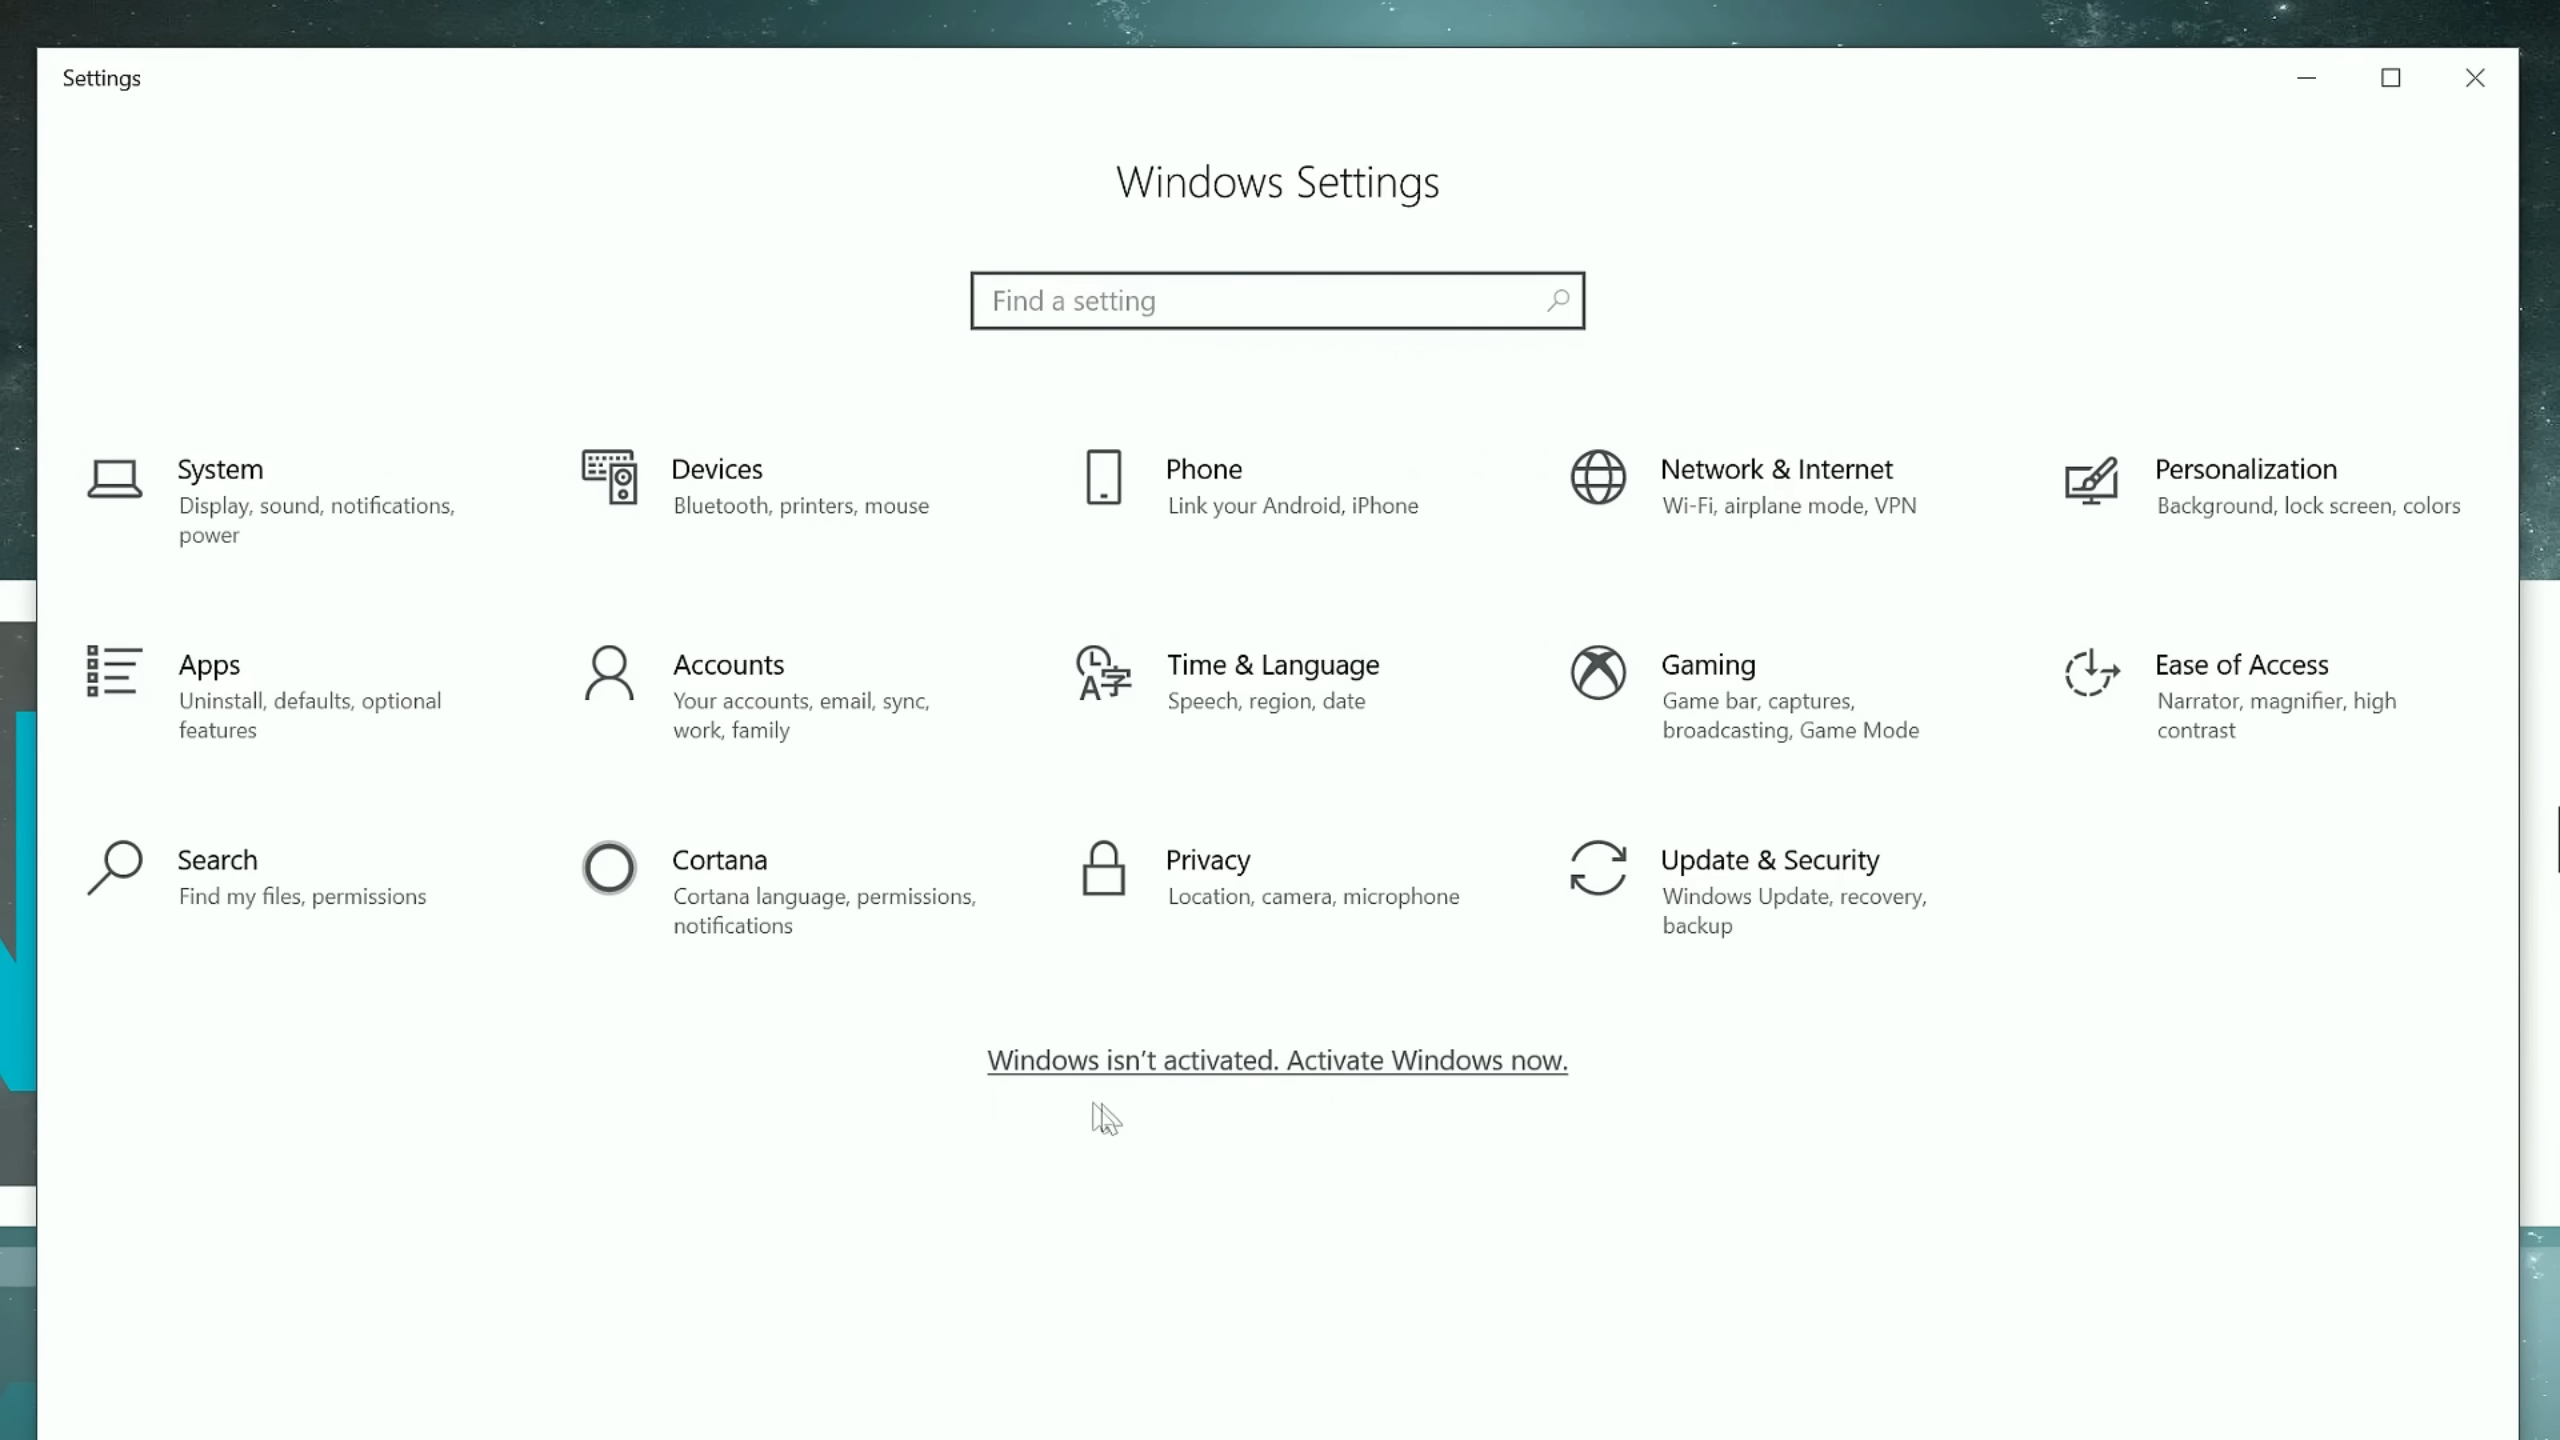 Settings
Windows Settings
Find a setting
System
Display, sound, notifications,
power
Devices
Bluetooth, printers, mouse
Phone
Link your Android, iPhone
Network & Internet
Wi-Fi, airplane mode, VPN
Personalization
Background, lock screen, colors
Apps
Uninstall, defaults, optional
features
Accounts
Your accounts, email, sync,
work, family
Time & Language
Speech, region, date
Gaming
Game bar, captures,
broadcasting, Game Mode
Ease of Access
Narrator, magnifier, high
contrast
Search
Find my files, permissions
Cortana
Cortana language, permissions,
notifications
Privacy
Location, camera, microphone
Update & Security
Windows Update, recovery,
backup
Windows isn't activated. Activate Windows now.